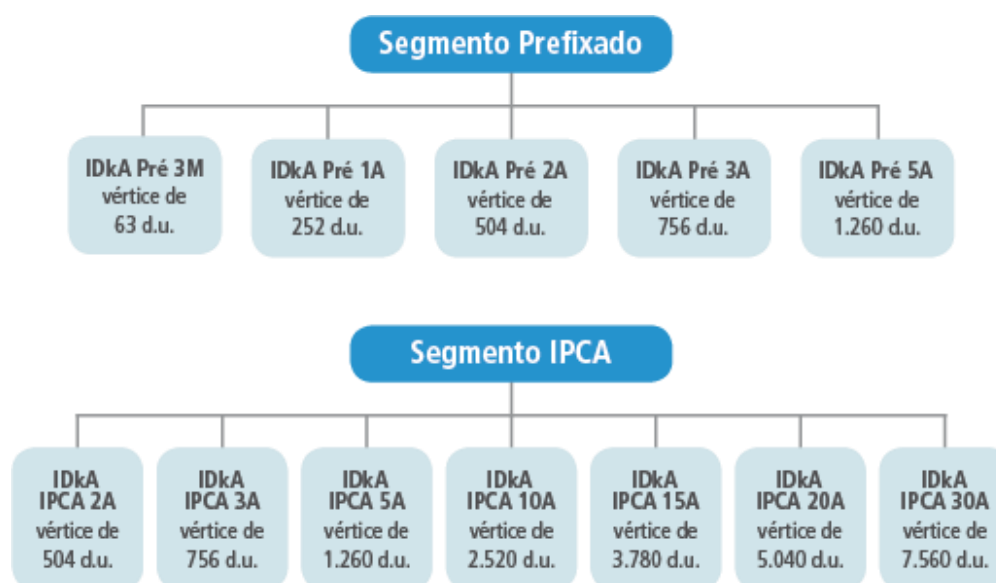 Segmento Prefixado
IDkA Pré 3M
vértice de
63 d.u.
IDkA Pré 1A
vértice de
252 d.u.
IDkA Pré 2A
vértice de
504 d.u.
IDkA Pré 3A
vértice de
756 d.u.
IDkA Pré 5A
vértice de
1.260 d.u.
Segmento IPCA
IDkA
IPCA 2A
vértice de
504 d.u.
IDkA
IPCA 3A
vértice de
756 d.u.
IDkA
IPCA 5A
vértice de
1.260 d.u.
IDkA
IPCA 10A
vértice de
2.520 d.u.
IDkA
IPCA 15A
vértice de
3.780 d.u.
IDkA
IPCA 20A
vértice de
5.040 d.u.
IDkA
IPCA 30A
vértice de
7.560 d.u.